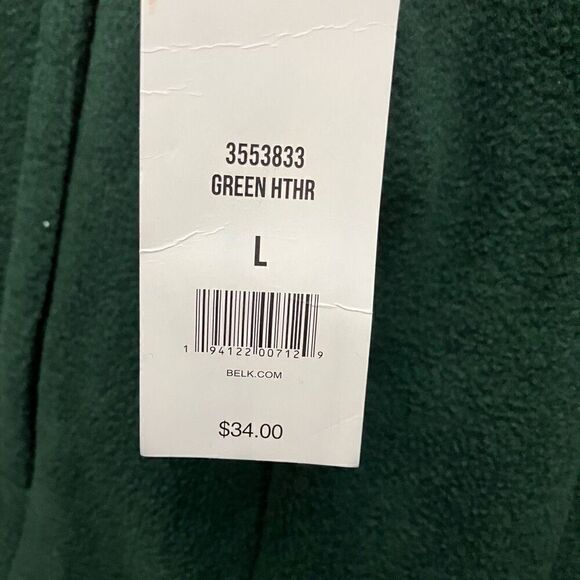 3553833
GREEN HTHR
L
1 94122 00712 9
BELK.COM
$34.00